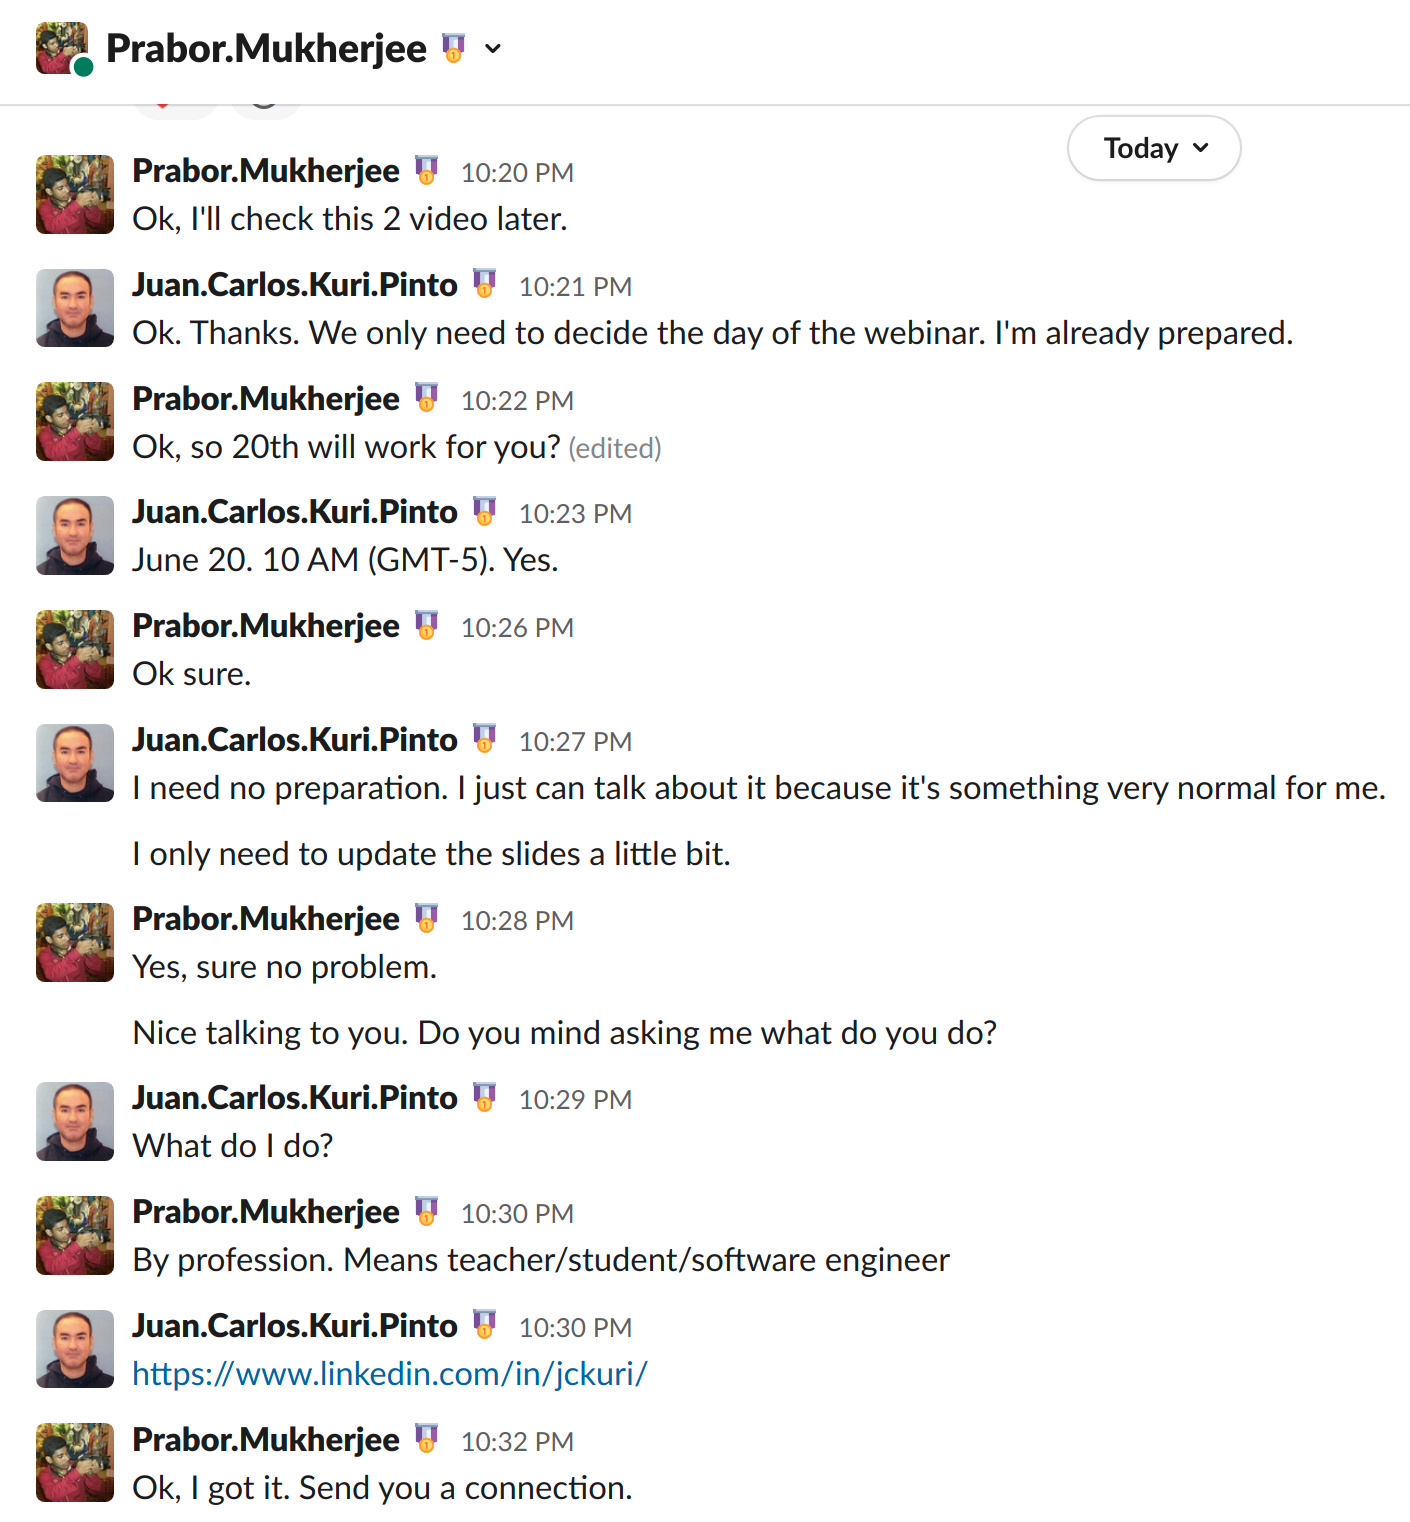 Prabor.Mukherjee
Today
Prabor.Mukherjee 10:20 PM
Ok, I'll check this 2 video later.
Juan.Carlos.Kuri.Pinto 10:21 PM
Ok. Thanks. We only need to decide the day of the webinar. I'm already prepared.
Prabor.Mukherjee 10:22 PM
Ok, so 20th will work for you? (edited)
Juan.Carlos.Kuri.Pinto 10:23 PM
June 20. 10 AM (GMT-5). Yes.
Prabor.Mukherjee 10:26 PM
Ok sure.
Juan.Carlos.Kuri.Pinto 10:27 PM
I need no preparation. I just can talk about it because it's something very normal for me.
I only need to update the slides a little bit.
Prabor.Mukherjee 10:28 PM
Yes, sure no problem.
Nice talking to you. Do you mind asking me what do you do?
Juan.Carlos.Kuri.Pinto 10:29 PM
What do I do?
Prabor.Mukherjee 10:30 PM
By profession. Means teacher/student/software engineer
Juan.Carlos.Kuri.Pinto 10:30 PM
https://www.linkedin.com/in/jckuri/
Prabor.Mukherjee 10:32 PM
Ok, I got it. Send you a connection.